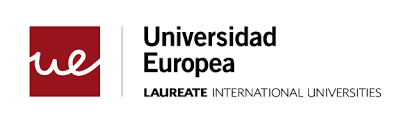 ue
Universidad
Europea
LAUREATE INTERNATIONAL UNIVERSITIES